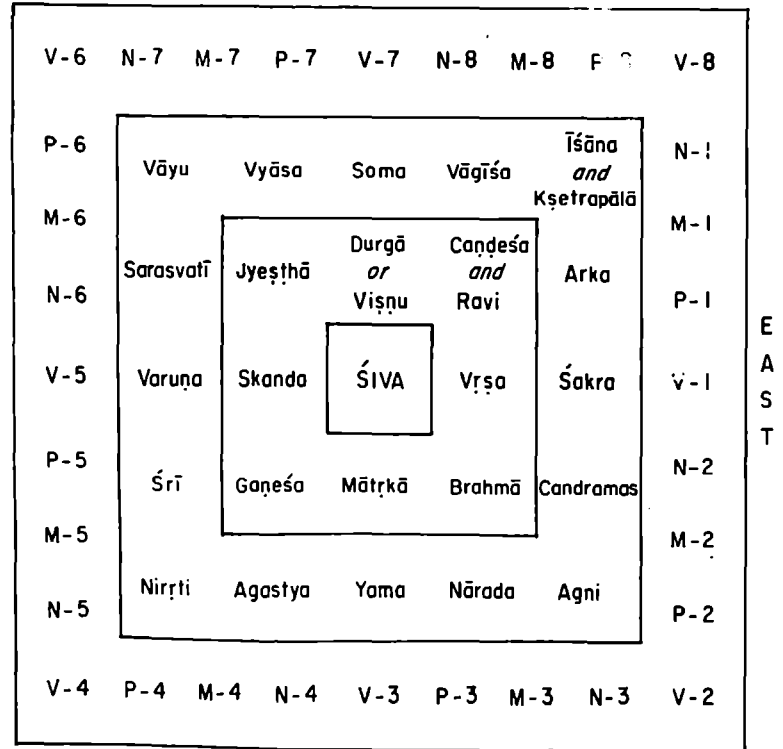 V-6 N-7 M-7 P-7 V-7 N-8 M-8 V-8
P-6 N-1
Vāyu Vyāsa Soma Vāgīśa Īśāna
and
Kṣetrapālā
M-6 M-1
Sarasvatī Jyeṣṭhā Durgā
or
Viṣṇu Caṇḍeśa
and
Ravi Arka
N-6 P-1
V-5 Varuṇa Skanda ŚIVA Vṛṣa Śakra V-1
P-5 N-2
Śrī Gaṇeśa Mātṛkā Brahmā Candramas
M-5 M-2
Nirṛti Agastya Yama Nārada Agni
N-5 P-2
V-4 P-4 M-4 N-4 V-3 P-3 M-3 N-3 V-2
EAST